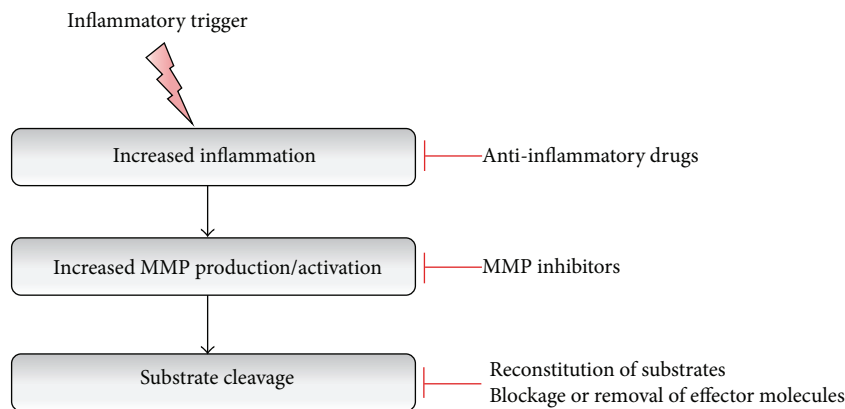 Inflammatory trigger
Increased inflammation
Anti-inflammatory drugs
Increased MMP production/activation
MMP inhibitors
Substrate cleavage
Reconstitution of substrates
Blockage or removal of effector molecules